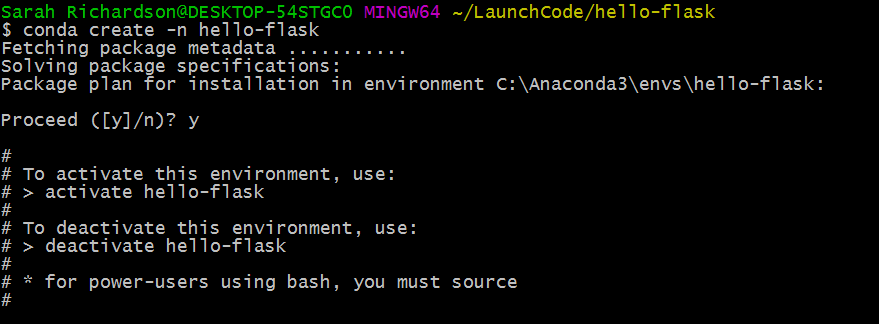 Sarah Richardson@DESKTOP-54STGC0 MINGW64 ~/LaunchCode/hello-flask
$ conda create -n hello-flask
Fetching package metadata ...........
Solving package specifications:
Package plan for installation in environment C:\Anaconda3\envs\hello-flask:
Proceed ([y]/n)? y
#
# To activate this environment, use:
# > activate hello-flask
#
# To deactivate this environment, use:
# > deactivate hello-flask
#
# * for power-users using bash, you must source
#